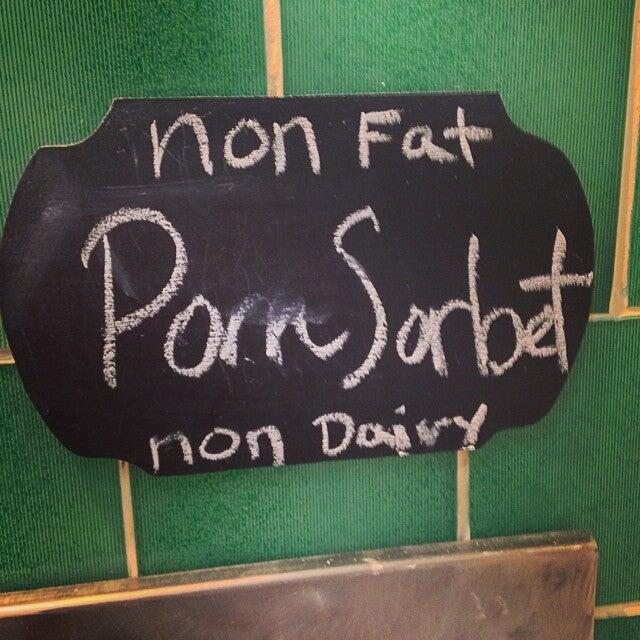 non Fat
Pom Sorbet
non Dairy